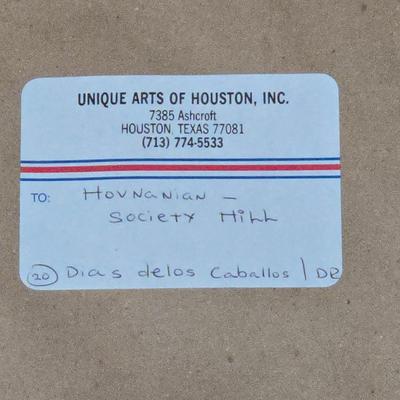 UNIQUE ARTS OF HOUSTON, INC.
7385 Ashcroft
HOUSTON, TEXAS 77081
(713) 774-5533
TO: HOVNANIAN –
SOCIETY HILL
20 Dias delos Caballos / DR